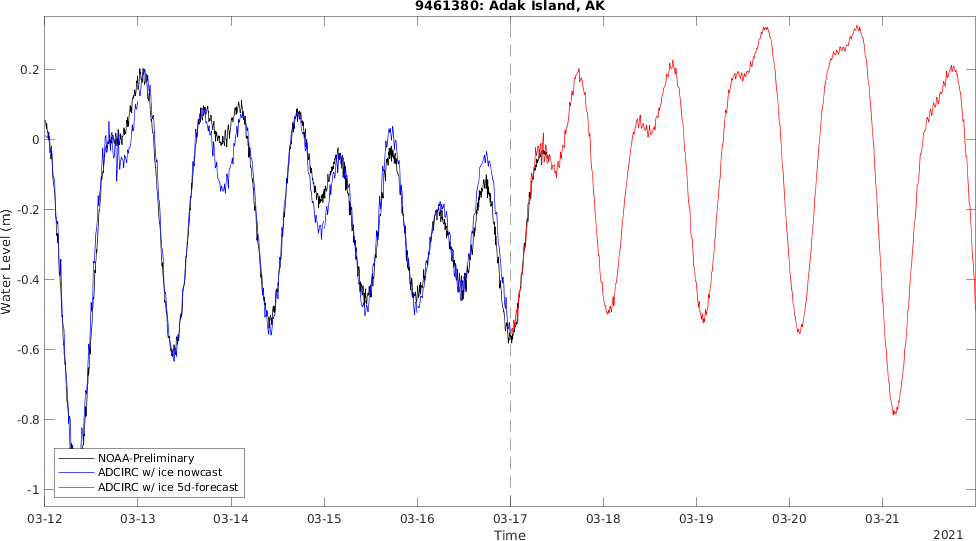 9461380: Adak Island, AK
Water Level (m)
0.2
0
-0.2
-0.4
-0.6
-0.8
-1
NOAA-Preliminary
ADCIRC w/ ice nowcast
ADCIRC w/ ice 5d-forecast
03-12 03-13 03-14 03-15 03-16 03-17 03-18 03-19 03-20 03-21
Time
2021